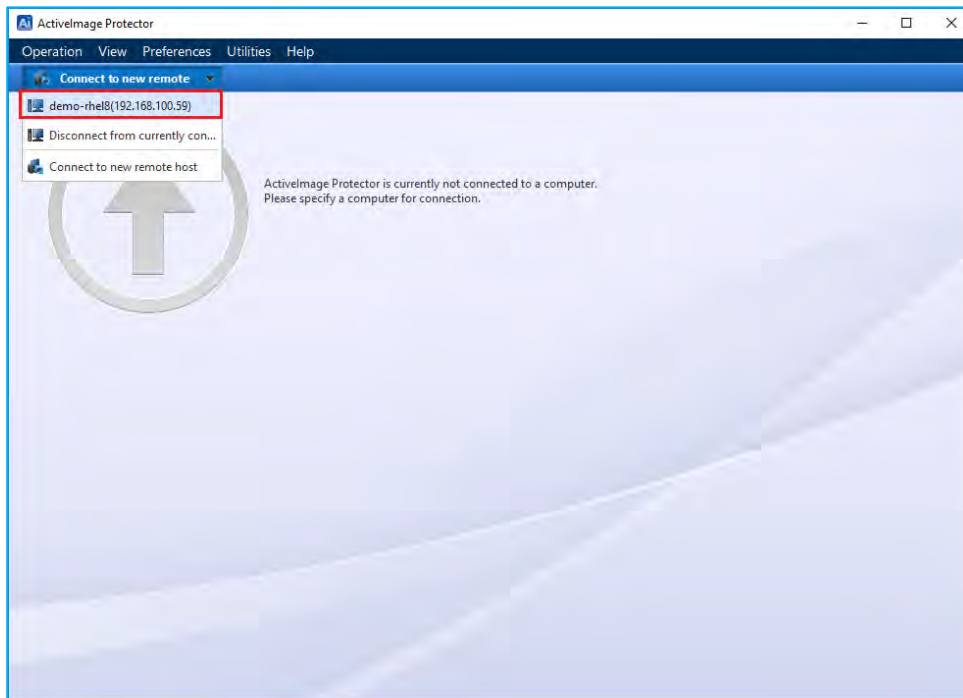 Ai ActiveImage Protector
Operation View Preferences Utilities Help
Connect to new remote
demo-rhel8(192.168.100.59)
Disconnect from currently con...
Connect to new remote host
ActiveImage Protector is currently not connected to a computer.
Please specify a computer for connection.